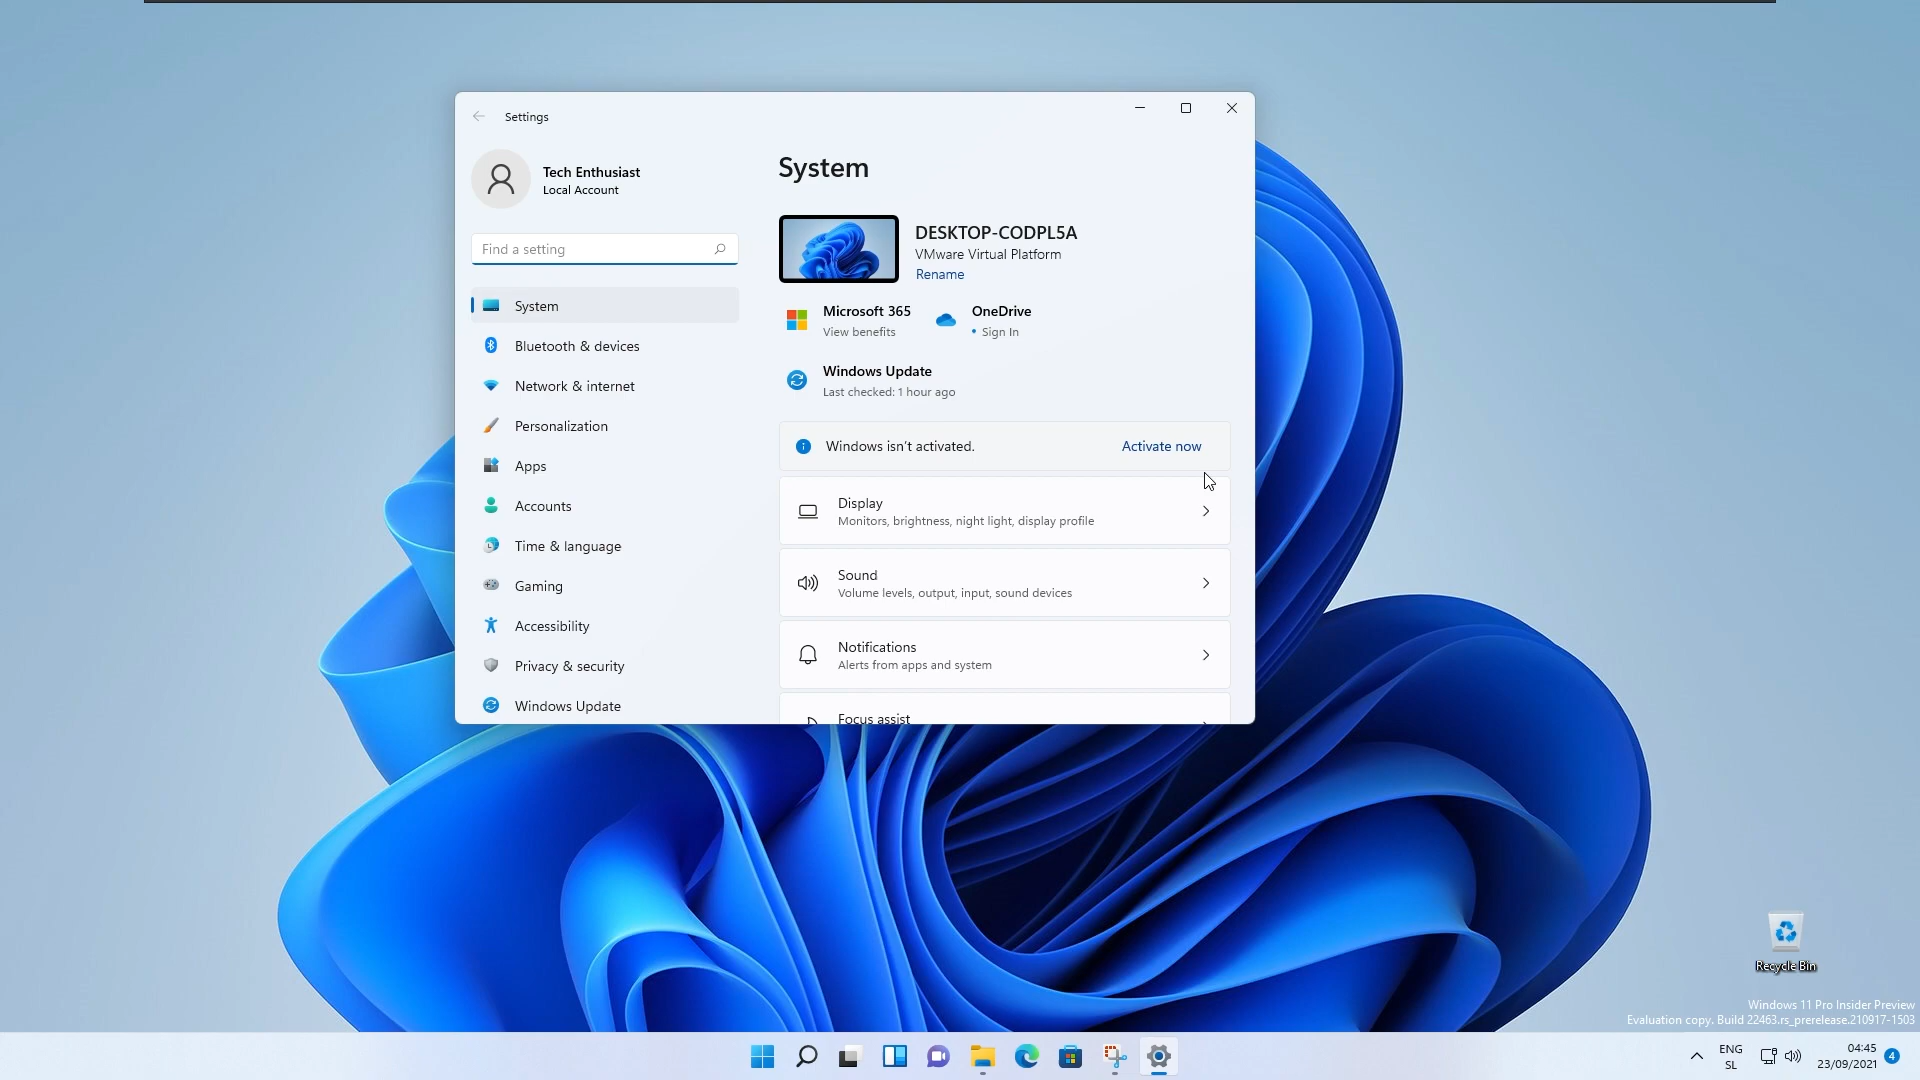 Settings
Tech Enthusiast
Local Account
Find a setting
System
Bluetooth & devices
Network & internet
Personalization
Apps
Accounts
Time & language
Gaming
Accessibility
Privacy & security
Windows Update
System
DESKTOP-CODPL5A
VMware Virtual Platform
Rename
Microsoft 365
View benefits
OneDrive
• Sign In
Windows Update
Last checked: 1 hour ago
Windows isn't activated.
Activate now
Display
Monitors, brightness, night light, display profile
Sound
Volume levels, output, input, sound devices
Notifications
Alerts from apps and system
Focus assist
Recycle Bin
Windows 11 Pro Insider Preview
Evaluation copy. Build 22463.rs_prerelease.210917-1503
ENG
SL
04:45
23/09/2021
4